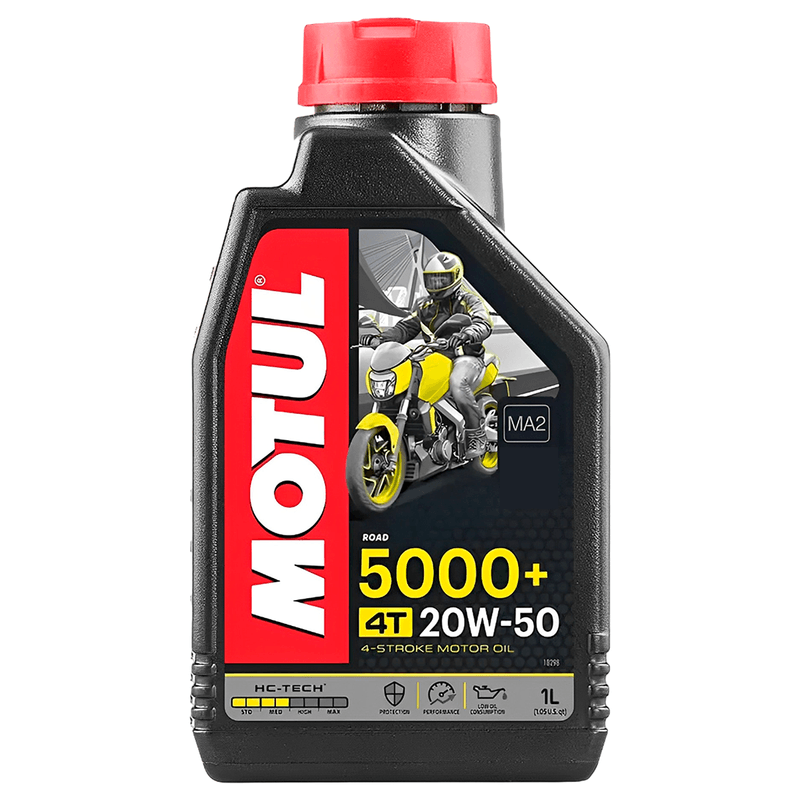 MOTUL®
MA2
ROAD
5000+
4T 20W-50
4-STROKE MOTOR OIL
18298
HC-TECH®
STD MED HIGH MAX
PROTECTION
PERFORMANCE
LOW OIL
CONSUMPTION
1L
(1.05 U.S. qt)